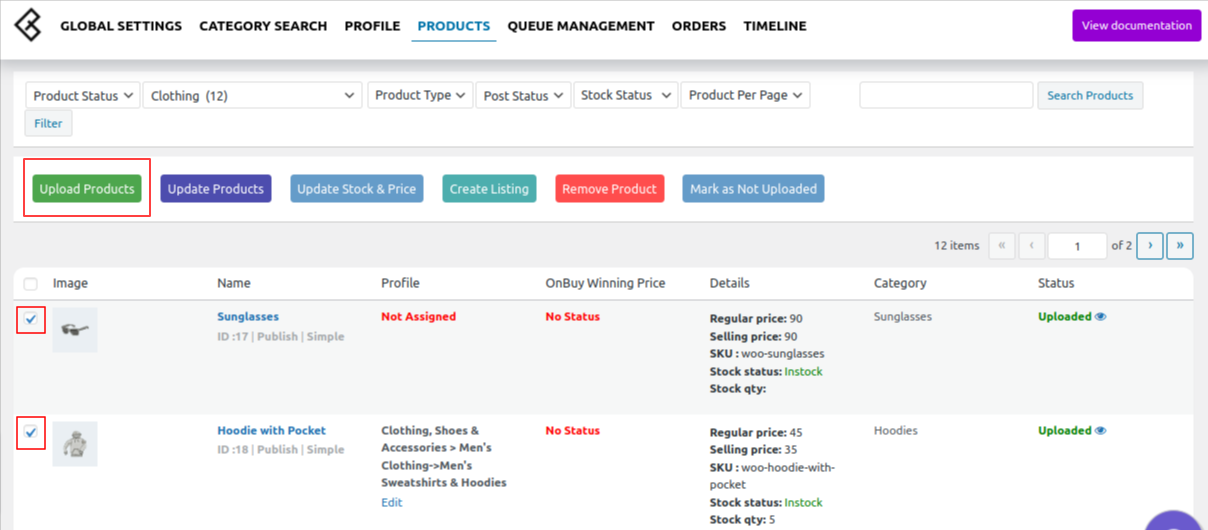 GLOBAL SETTINGS CATEGORY SEARCH PROFILE PRODUCTS QUEUE MANAGEMENT ORDERS TIMELINE View documentation
Product Status Clothing (12) Product Type Post Status Stock Status Product Per Page Search Products
Filter
Upload Products Update Products Update Stock & Price Create Listing Remove Product Mark as Not Uploaded
12 items « ‹ 1 of 2 › »
Image Name Profile OnBuy Winning Price Details Category Status
Sunglasses Not Assigned No Status Regular price: 90 Sunglasses Uploaded
ID :17 | Publish | Simple Selling price: 90
SKU : woo-sunglasses
Stock status: Instock
Stock qty:
Hoodie with Pocket Clothing, Shoes & No Status Regular price: 45 Hoodies Uploaded
ID :18 | Publish | Simple Accessories > Men's Selling price: 35
Clothing->Men's SKU : woo-hoodie-with-
Sweatshirts & Hoodies pocket
Edit Stock status: Instock
Stock qty: 5